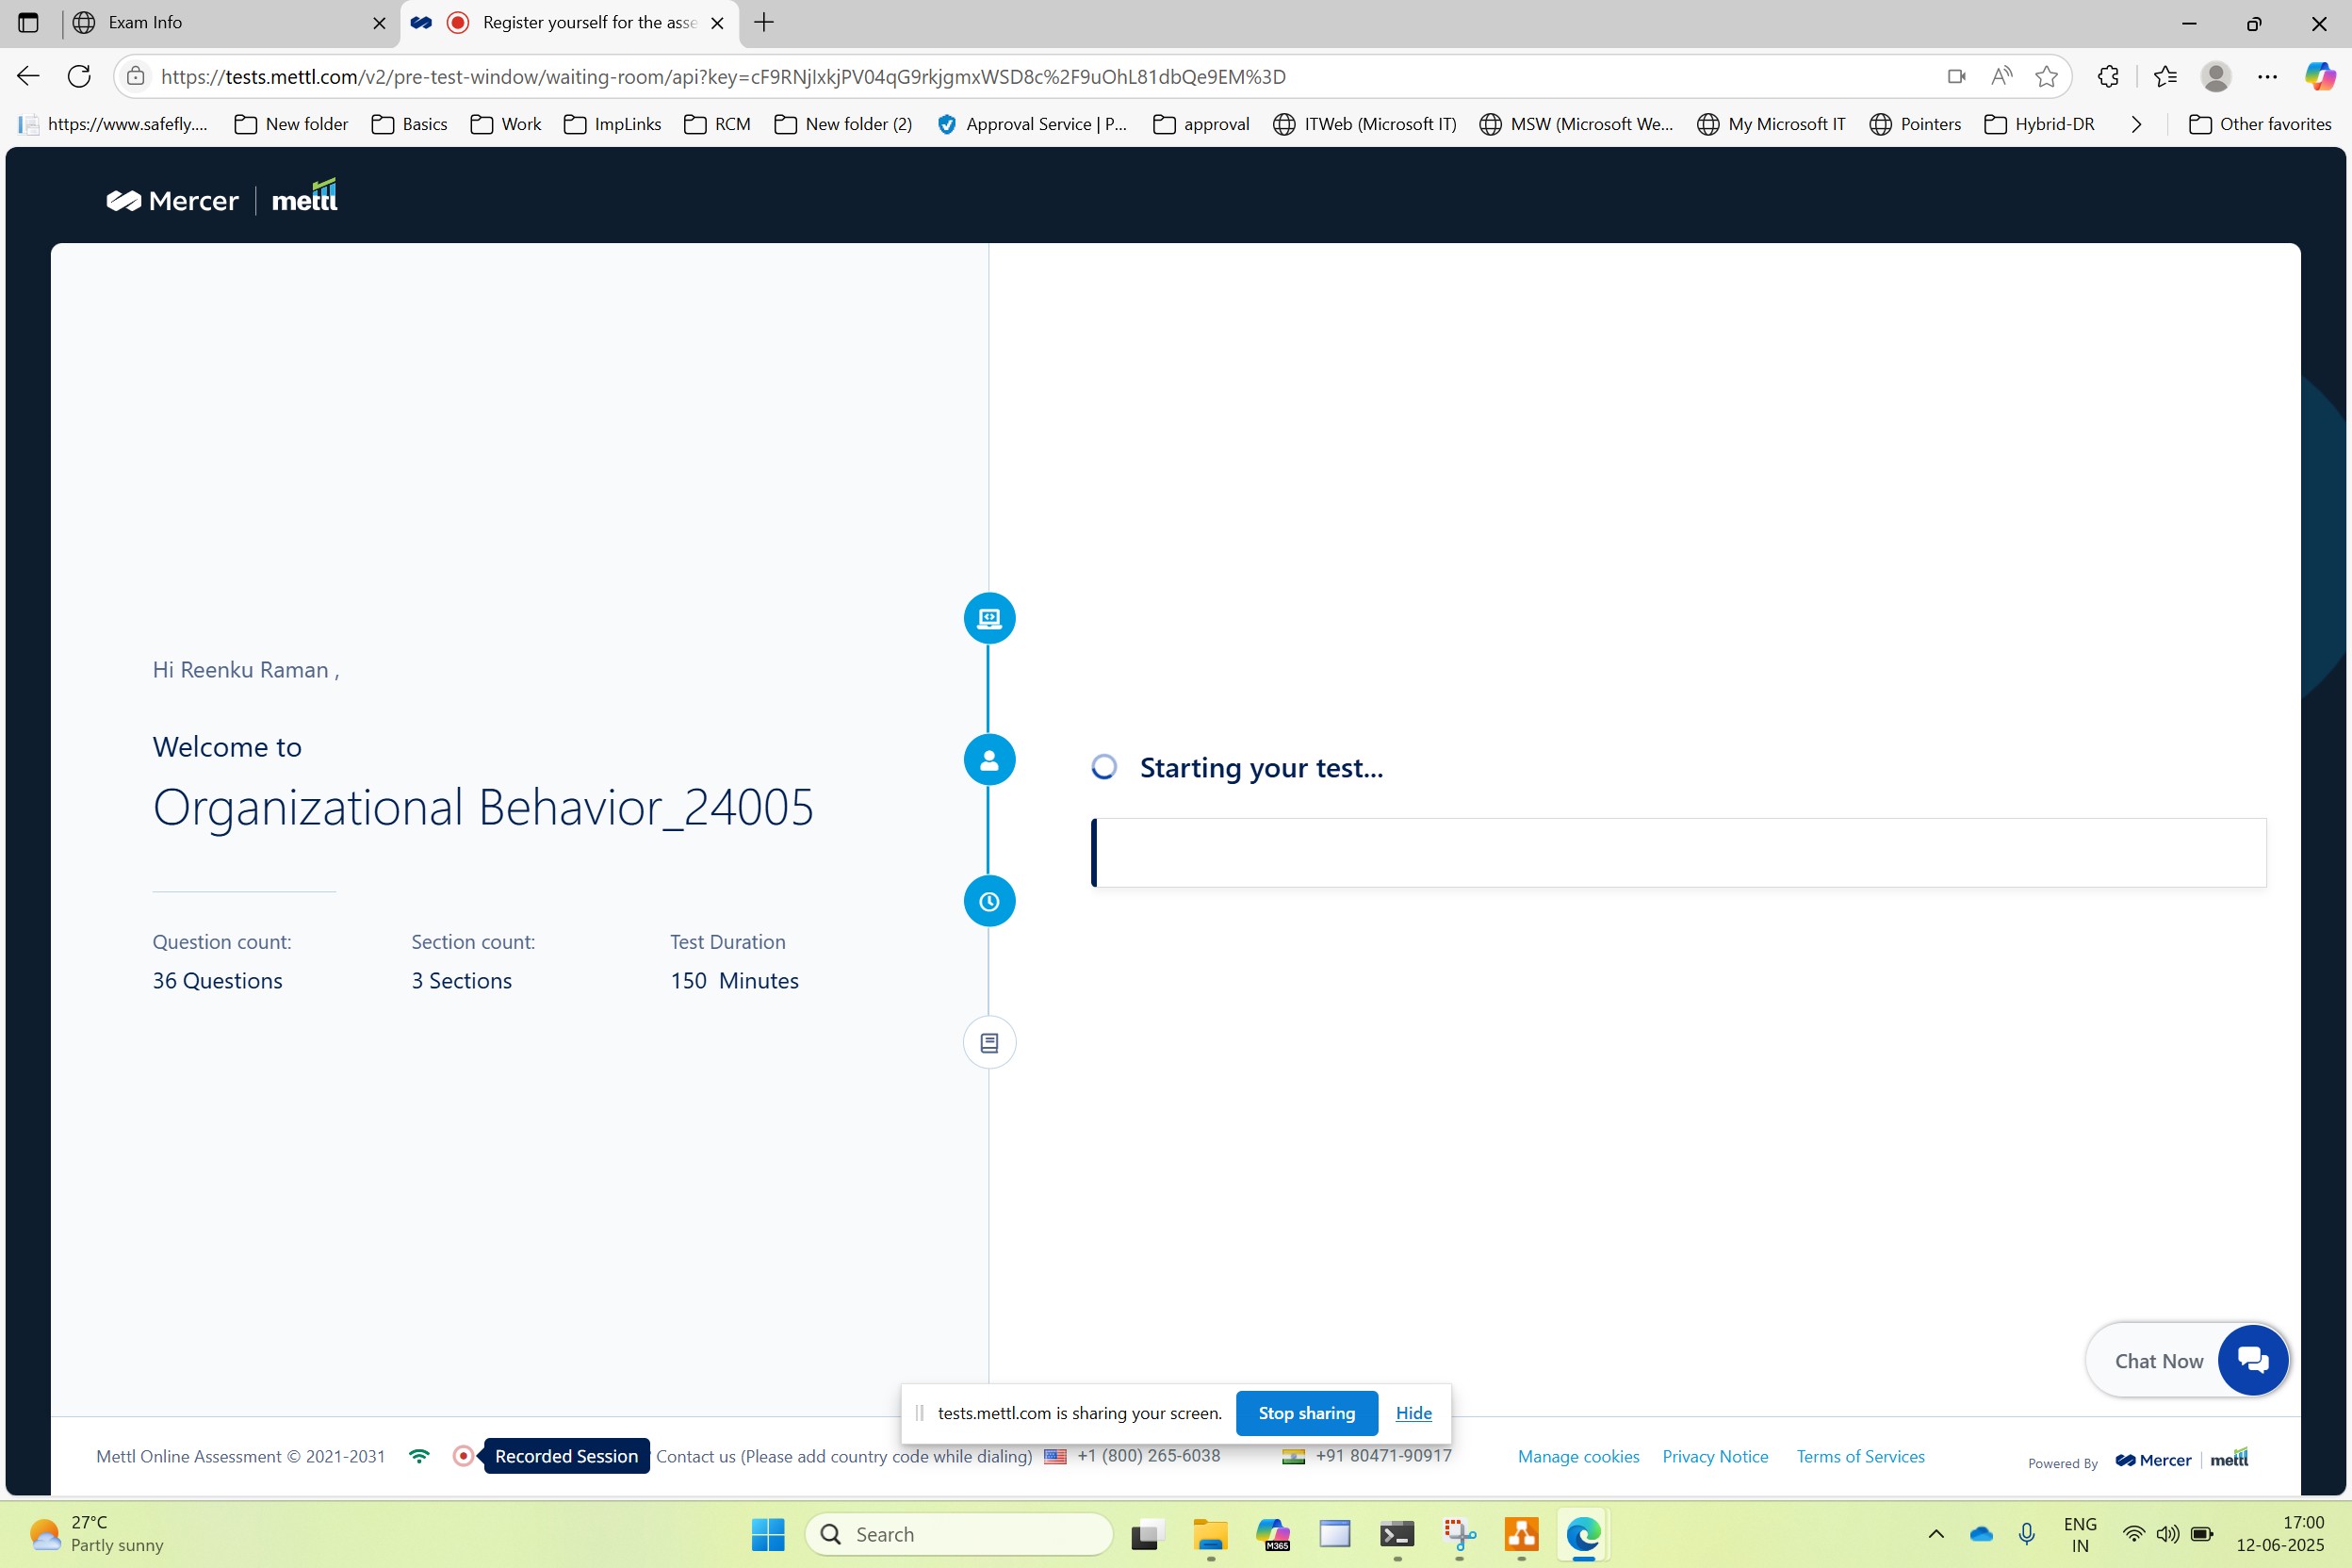 Exam Info
Register yourself for the asse
https://tests.mettl.com/v2/pre-test-window/waiting-room/api?key=cF9RNjIxkjPV04qG9rkjgmxWSD8c%2F9uOhL81dbQe9EM%3D
https://www.safefly.... New folder Basics Work ImpLinks RCM New folder (2) Approval Service | P... approval ITWeb (Microsoft IT) MSW (Microsoft We... My Microsoft IT Pointers Hybrid-DR Other favorites
Mercer | mettl
Hi Reenku Raman ,
Welcome to
Organizational Behavior_24005
Question count: Section count: Test Duration
36 Questions 3 Sections 150 Minutes
Starting your test...
Chat Now
tests.mettl.com is sharing your screen. Stop sharing Hide
Mettl Online Assessment © 2021-2031 Recorded Session Contact us (Please add country code while dialing) +1 (800) 265-6038 +91 80471-90917 Manage cookies Privacy Notice Terms of Services Powered By Mercer | mettl
27°C
Partly sunny
Search
M365
ENG
IN
17:00
12-06-2025